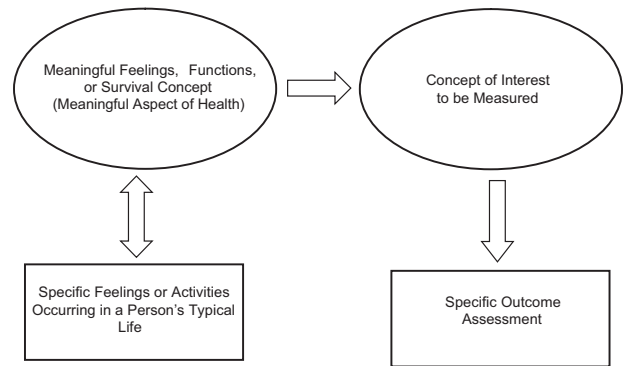 Meaningful Feelings, Functions,
or Survival Concept
(Meaningful Aspect of Health)
Concept of Interest
to be Measured
Specific Feelings or Activities
Occurring in a Person's Typical
Life
Specific Outcome
Assessment